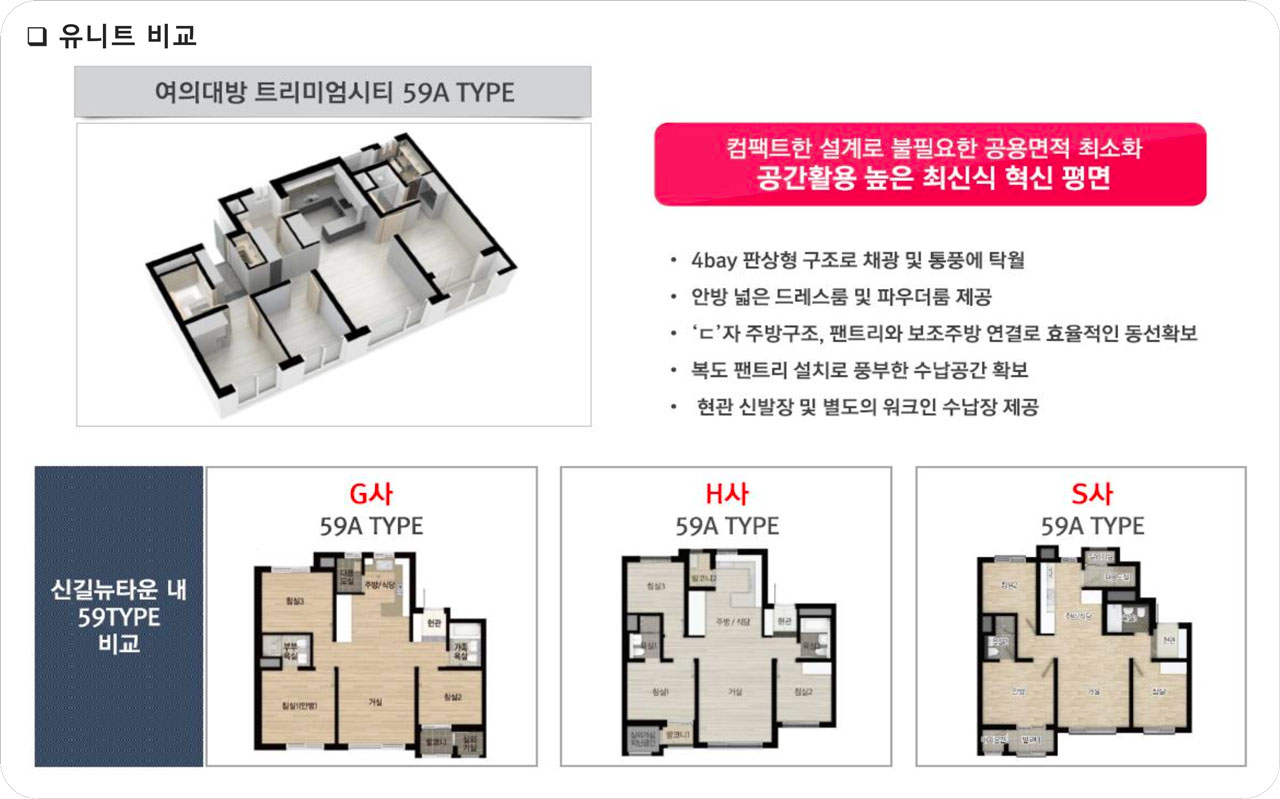 ❑ 유니트 비교
여의대방 트리미엄시티 59A TYPE
컴팩트한 설계로 불필요한 공용면적 최소화
공간활용 높은 최신식 혁신 평면
• 4bay 판상형 구조로 채광 및 통풍에 탁월
• 안방 넓은 드레스룸 및 파우더룸 제공
• ‘ㄷ’자 주방구조, 팬트리와 보조주방 연결로 효율적인 동선확보
• 복도 팬트리 설치로 풍부한 수납공간 확보
• 현관 신발장 및 별도의 워크인 수납장 제공
신길뉴타운 내
59TYPE
비교
G사
59A TYPE
다용
도실
주방/식당
침실3
현관
부부
욕실
가족
욕실
침실1(안방)
거실
침실2
발코니
실외
기실
H사
59A TYPE
침실3
발코니2
주방 / 식당
현관
욕실1
침실1
거실
침실2
발코니1
S사
59A TYPE
침실2
주방/식당
현관
안방
거실
침실1